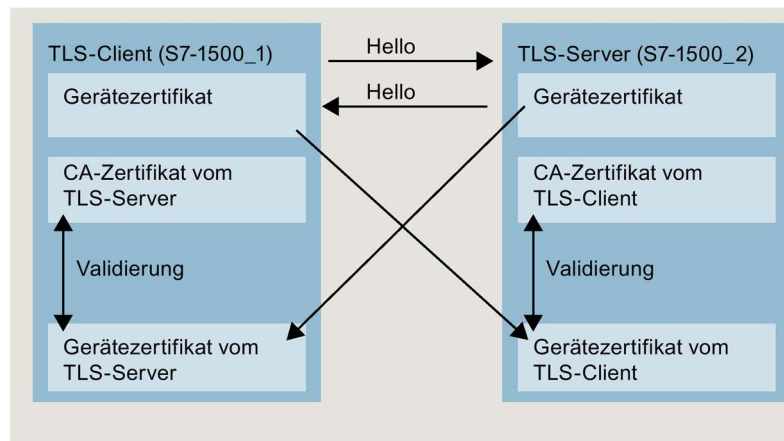 TLS-Client (S7-1500_1)
Gerätezertifikat
CA-Zertifikat vom
TLS-Server
Validierung
Gerätezertifikat vom
TLS-Server
Hello
Hello
TLS-Server (S7-1500_2)
Gerätezertifikat
CA-Zertifikat vom
TLS-Client
Validierung
Gerätezertifikat vom
TLS-Client